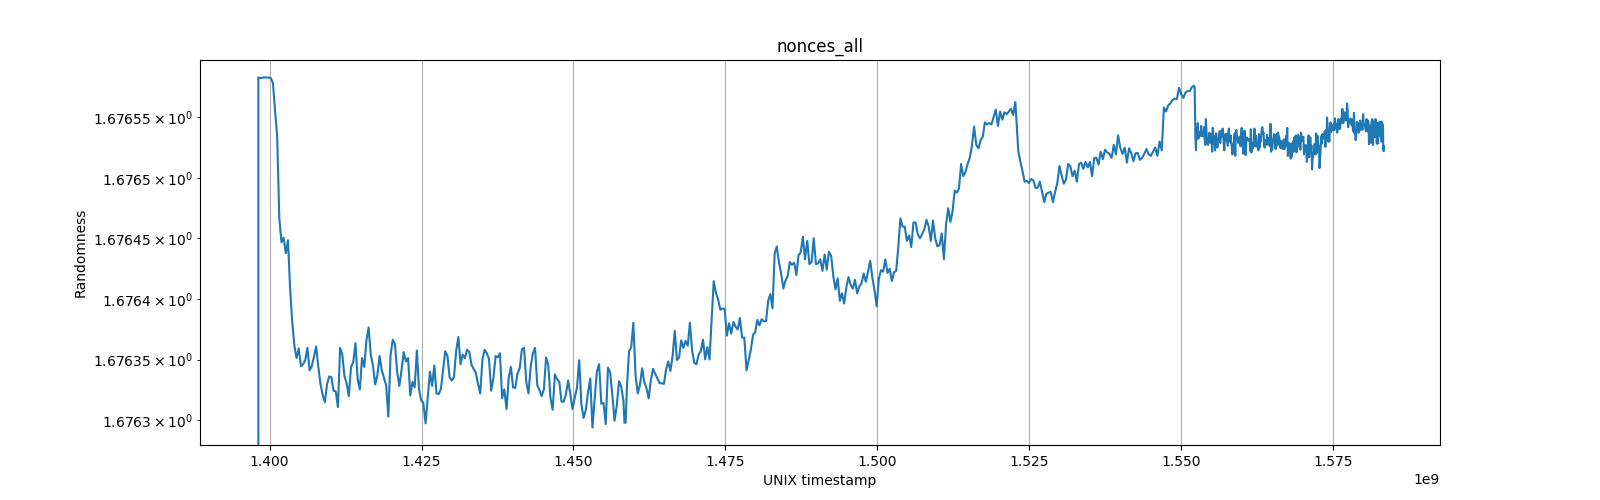 nonces_all
Randomness
1.67655 × 10⁰
1.6765 × 10⁰
1.67645 × 10⁰
1.6764 × 10⁰
1.67635 × 10⁰
1.6763 × 10⁰
1.400 1.425 1.450 1.475 1.500 1.525 1.550 1.575
UNIX timestamp
1e9